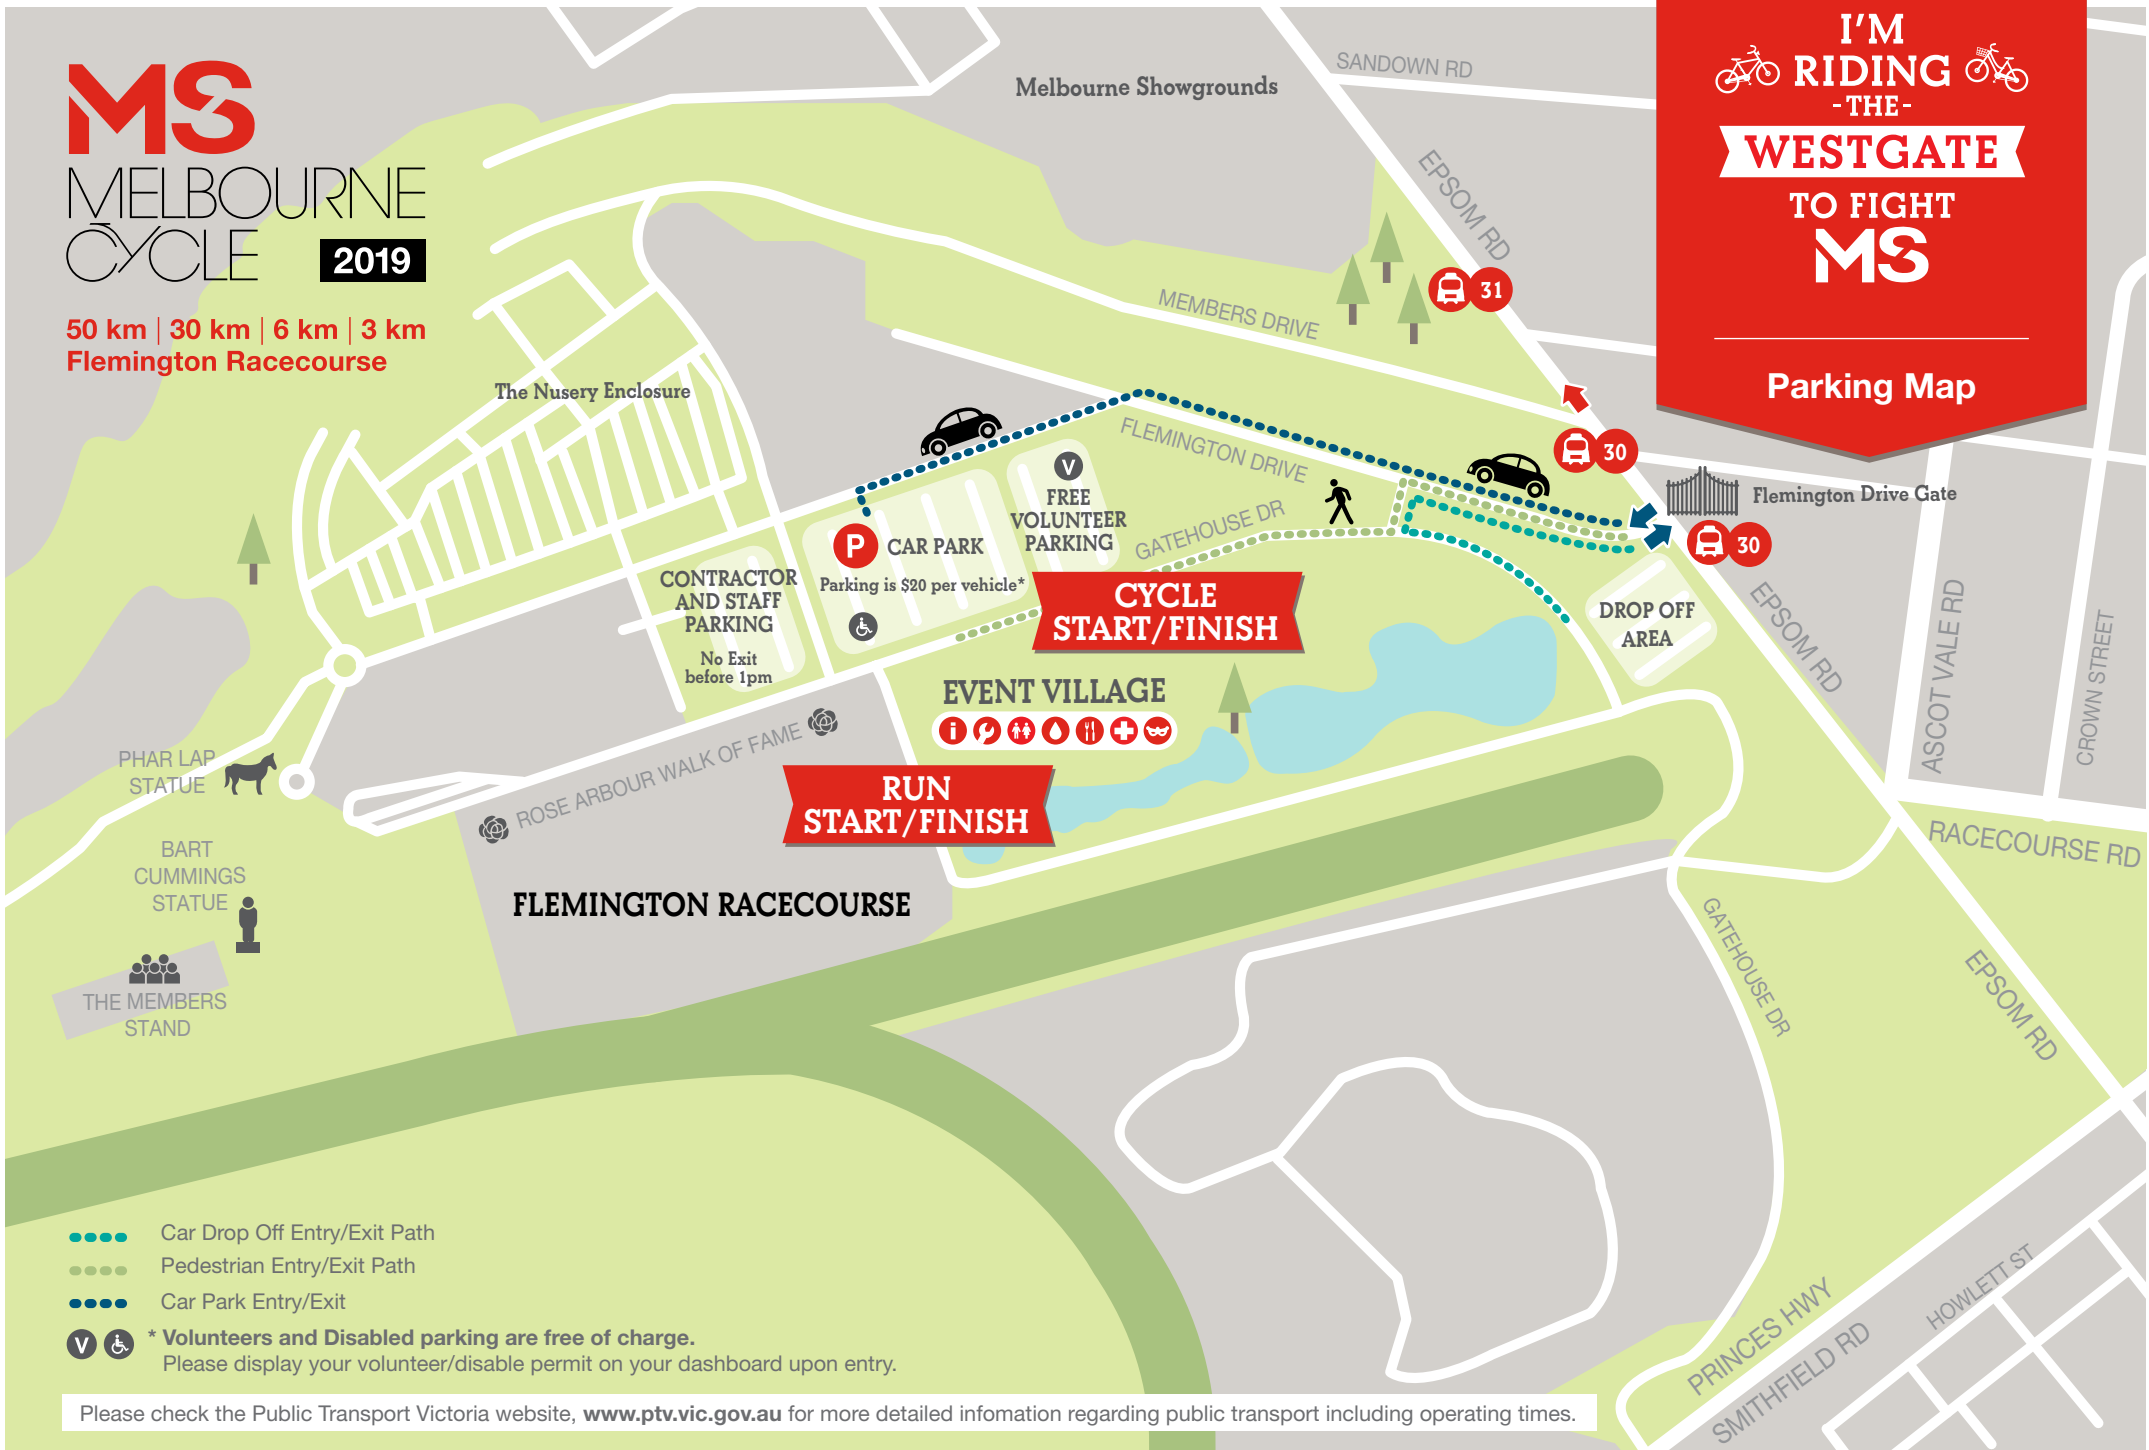 MS
MELBOURNE
CYCLE
2019
50 km | 30 km | 6 km | 3 km
Flemington Racecourse
I'M
RIDING
-THE-
WESTGATE
TO FIGHT
MS
Parking Map
Melbourne Showgrounds
SANDOWN RD
EPSOM RD
31
MEMBERS DRIVE
30
Flemington Drive Gate
30
The Nusery Enclosure
FLEMINGTON DRIVE
V
FREE
VOLUNTEER
PARKING
GATEHOUSE DR
P
CAR PARK
Parking is $20 per vehicle*
CONTRACTOR
AND STAFF
PARKING
No Exit
before 1pm
CYCLE
START/FINISH
DROP OFF
AREA
EPSOM RD
ASCOT VALE RD
CROWN STREET
EVENT VILLAGE
i
ROSE ARBOUR WALK OF FAME
RUN
START/FINISH
PHAR LAP
STATUE
BART
CUMMINGS
STATUE
THE MEMBERS
STAND
FLEMINGTON RACECOURSE
RACECOURSE RD
GATEHOUSE DR
EPSOM RD
PRINCES HWY
SMITHFIELD RD
HOWLETT ST
Car Drop Off Entry/Exit Path
Pedestrian Entry/Exit Path
Car Park Entry/Exit
V
* Volunteers and Disabled parking are free of charge.
Please display your volunteer/disable permit on your dashboard upon entry.
Please check the Public Transport Victoria website, www.ptv.vic.gov.au for more detailed infomation regarding public transport including operating times.